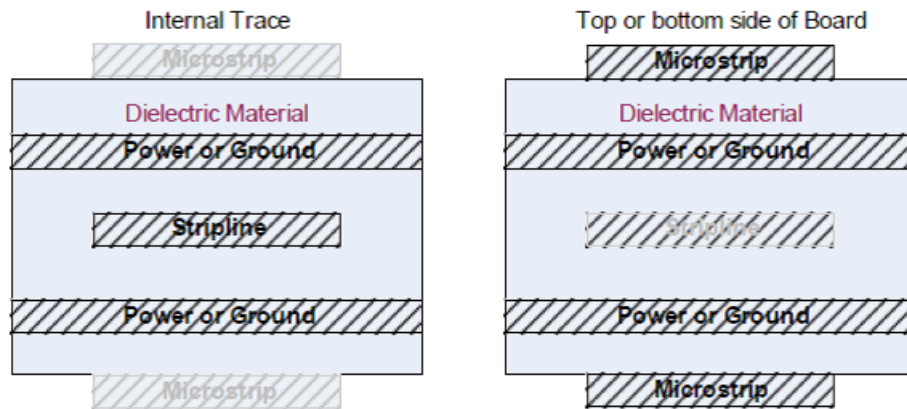 Internal Trace
Microstrip
Dielectric Material
Power or Ground
Stripline
Power or Ground
Microstrip
Top or bottom side of Board
Microstrip
Dielectric Material
Power or Ground
Stripline
Power or Ground
Microstrip